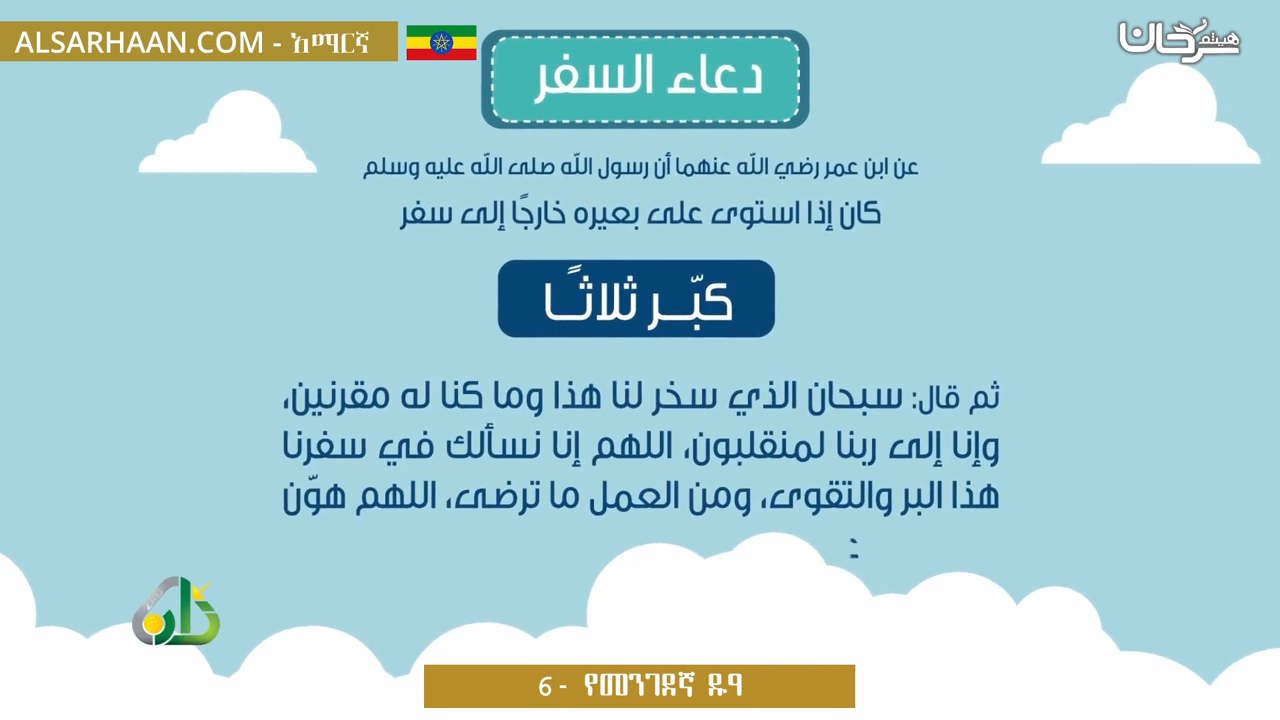 ALSARHAAN.COM - አማርኛ
هيثم سرحان
دعاء السفر
عن ابن عمر رضي الله عنهما أن رسول الله صلى الله عليه وسلم
كان إذا استوى على بعيره خارجًا إلى سفر
كبّر ثلاثًا
ثم قال: سبحان الذي سخر لنا هذا وما كنا له مقرنين،
وإنا إلى ربنا لمنقلبون، اللهم إنا نسألك في سفرنا
هذا البر والتقوى، ومن العمل ما ترضى، اللهم هوّن
6 - የመንገደኛ ዱዓ